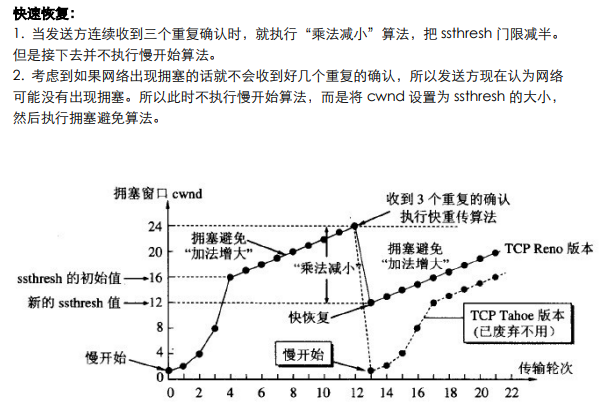 快速恢复：
1. 当发送方连续收到三个重复确认时，就执行“乘法减小”算法，把 ssthresh 门限减半。
但是接下去并不执行慢开始算法。
2. 考虑到如果网络出现拥塞的话就不会收到好几个重复的确认，所以发送方现在认为网络
可能没有出现拥塞。所以此时不执行慢开始算法，而是将 cwnd 设置为 ssthresh 的大小，
然后执行拥塞避免算法。
拥塞窗口 cwnd
收到 3 个重复的确认
执行快重传算法
24
拥塞避免
“加法增大”
拥塞避免
“加法增大”
TCP Reno 版本
20
“乘法减小”
ssthresh 的初始值
16
新的 ssthresh 值
12
快恢复
TCP Tahoe 版本
（已废弃不用）
8
慢开始
4
慢开始
传输轮次
0
0 2 4 6 8 10 12 14 16 18 20 22